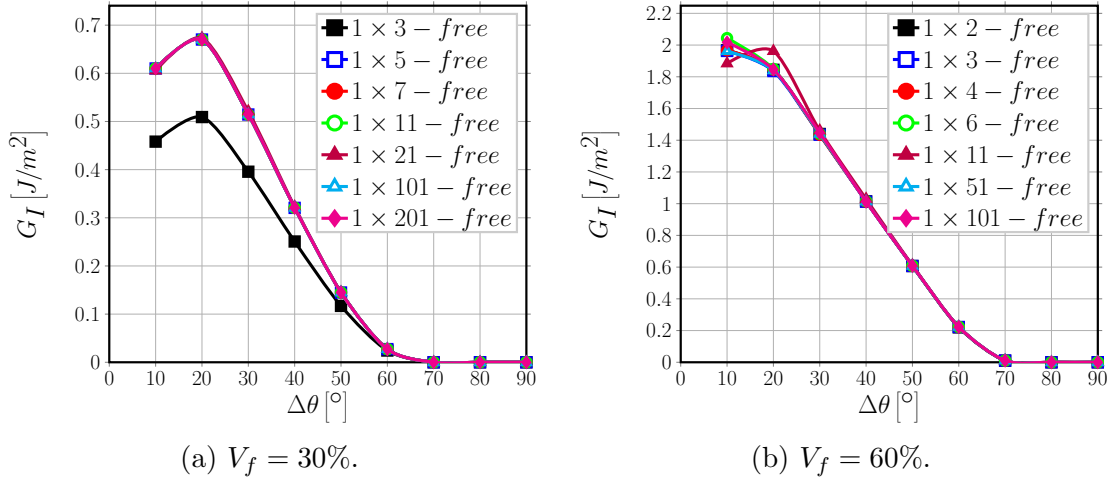 0.7
0.6
0.5
0.4
0.3
0.2
0.1
0
0 10 20 30 40 50 60 70 80 90
G_I [J/m²]
Δθ [°]
1 × 3 − free
1 × 5 − free
1 × 7 − free
1 × 11 − free
1 × 21 − free
1 × 101 − free
1 × 201 − free
(a) V_f = 30%.
2.2
2
1.8
1.6
1.4
1.2
1
0.8
0.6
0.4
0.2
0
0 10 20 30 40 50 60 70 80 90
G_I [J/m²]
Δθ [°]
1 × 2 − free
1 × 3 − free
1 × 4 − free
1 × 6 − free
1 × 11 − free
1 × 51 − free
1 × 101 − free
(b) V_f = 60%.